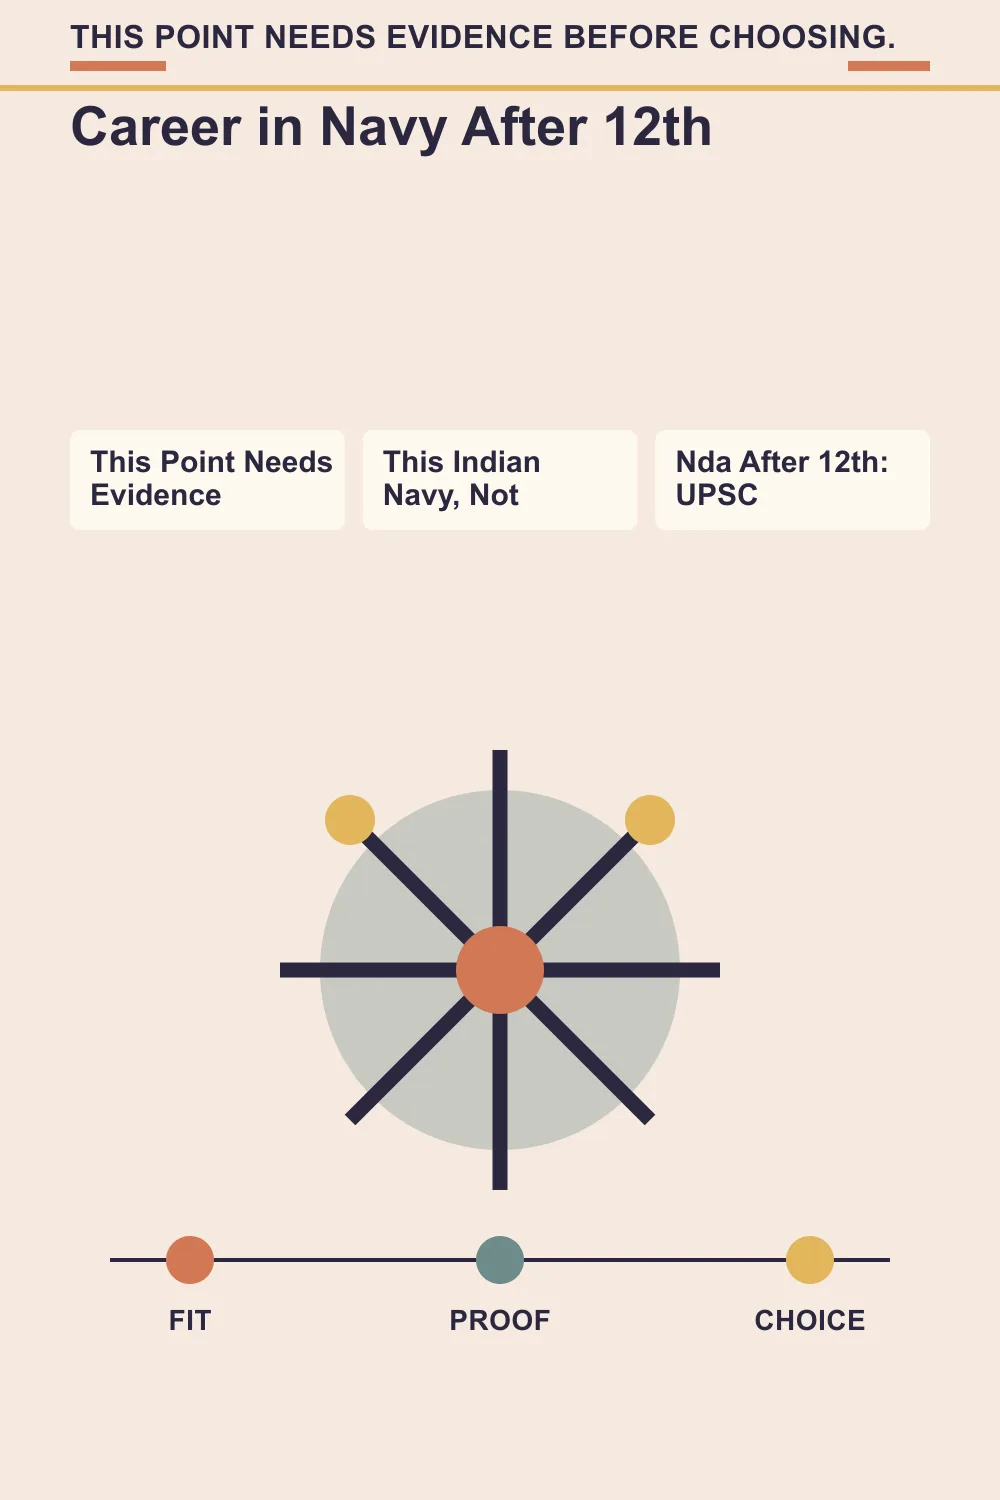 THIS POINT NEEDS EVIDENCE BEFORE CHOOSING.
Career in Navy After 12th
This Point Needs
Evidence
This Indian
Navy, Not
Nda After 12th:
UPSC
FIT
PROOF
CHOICE